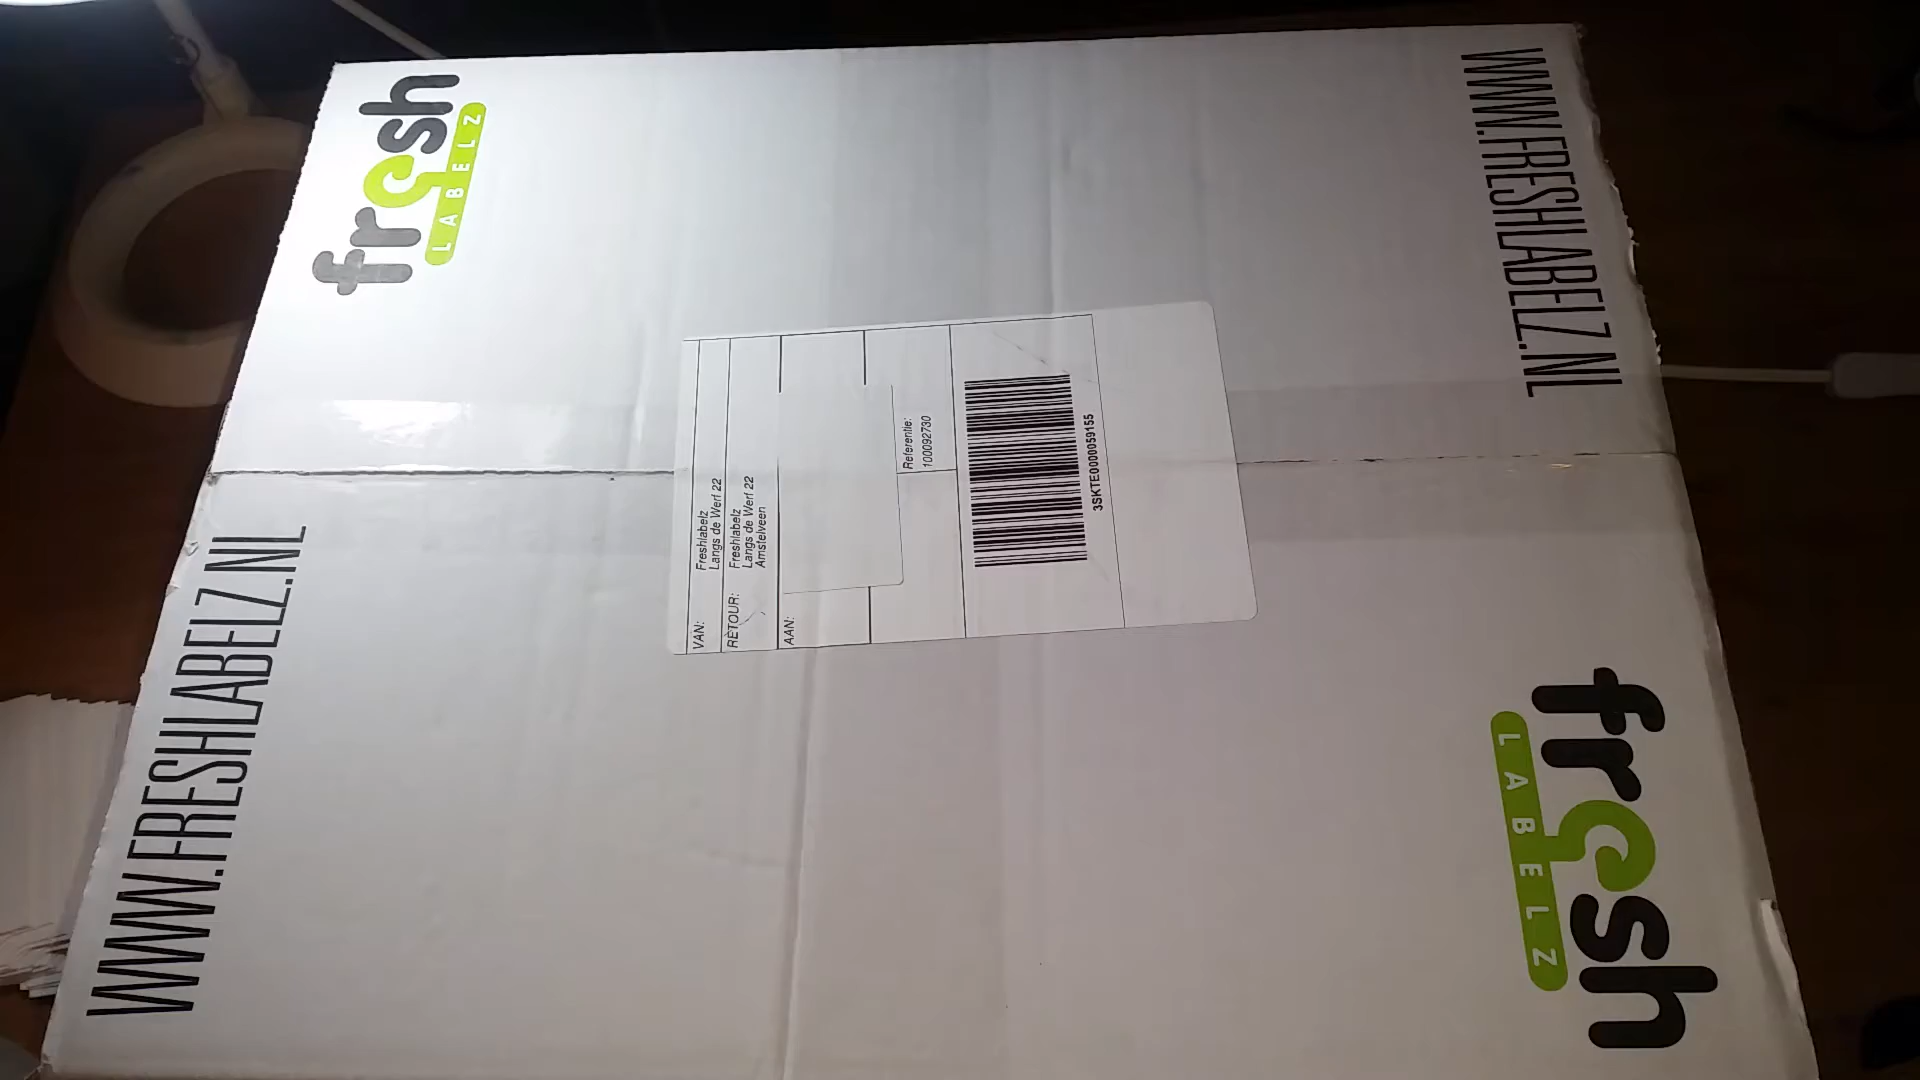 fresh
LABELZ
WWW.FRESHLABELZ.NL
VAN:
Freshlabelz
Langs de Werf 22
RETOUR:
Freshlabelz
Langs de Werf 22
Amstelveen
AAN:
Referentie:
100092730
3SKTE0000059155
WWW.FRESHLABELZ.NL
fresh
LABELZ